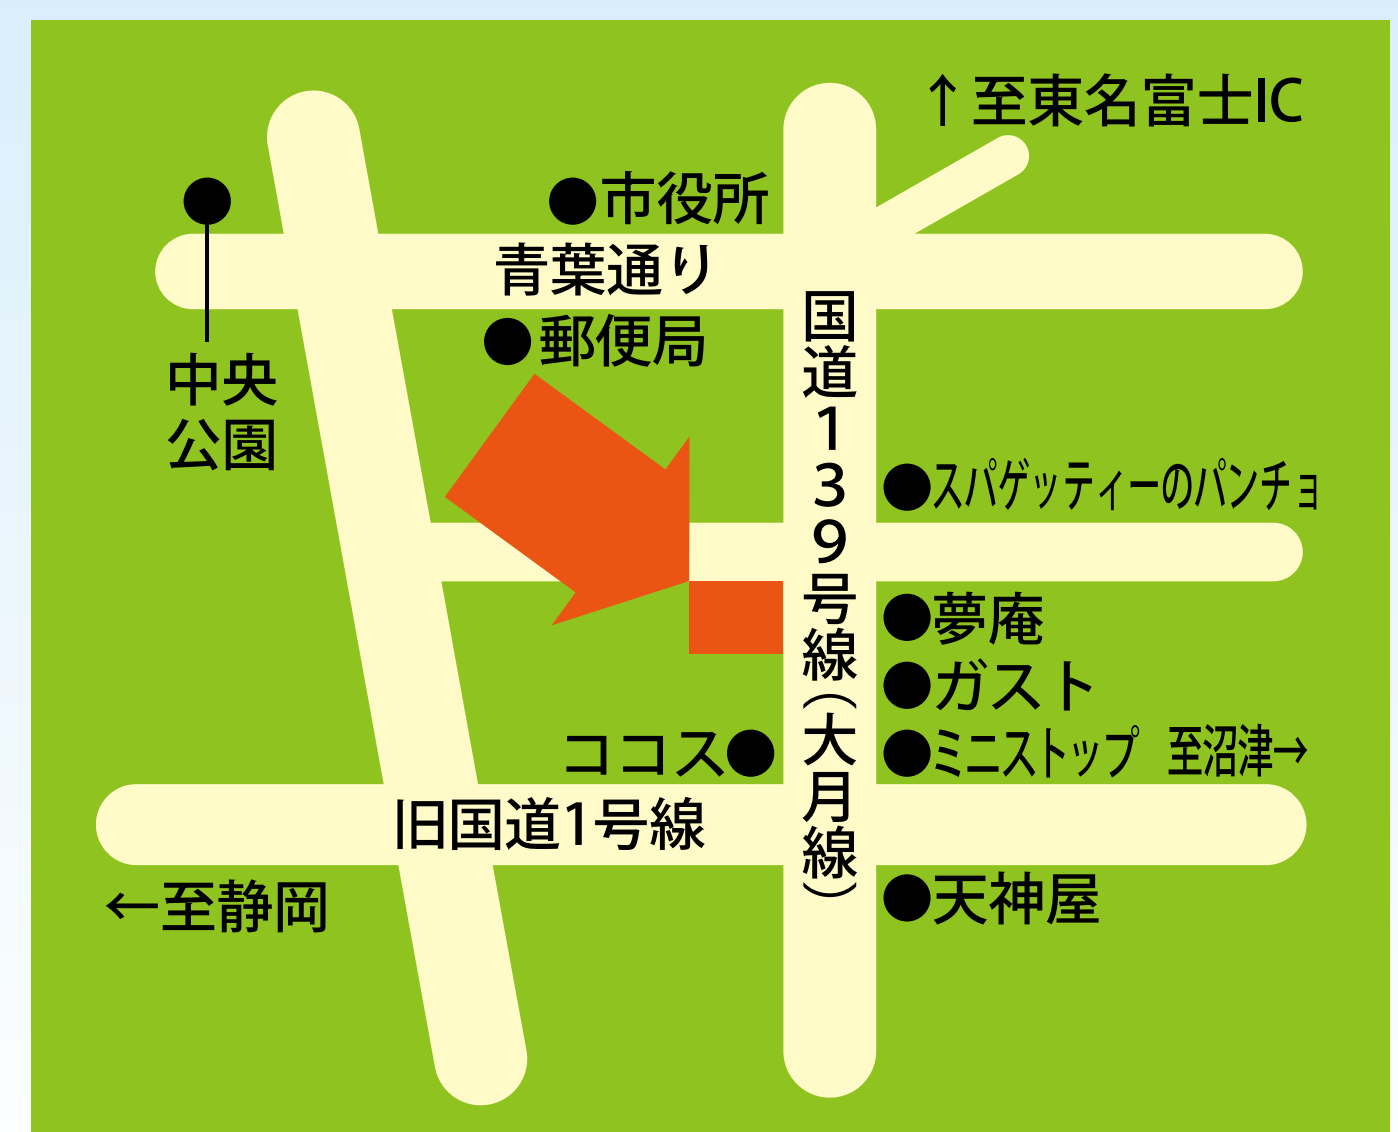 ↑至東名富士IC
●市役所
青葉通り
●郵便局
中央
公園
国道139号線（大月線）
●スパゲッティーのパンチョ
●夢庵
●ガスト
ココス●
●ミニストップ 至沼津→
旧国道1号線
←至静岡
●天神屋